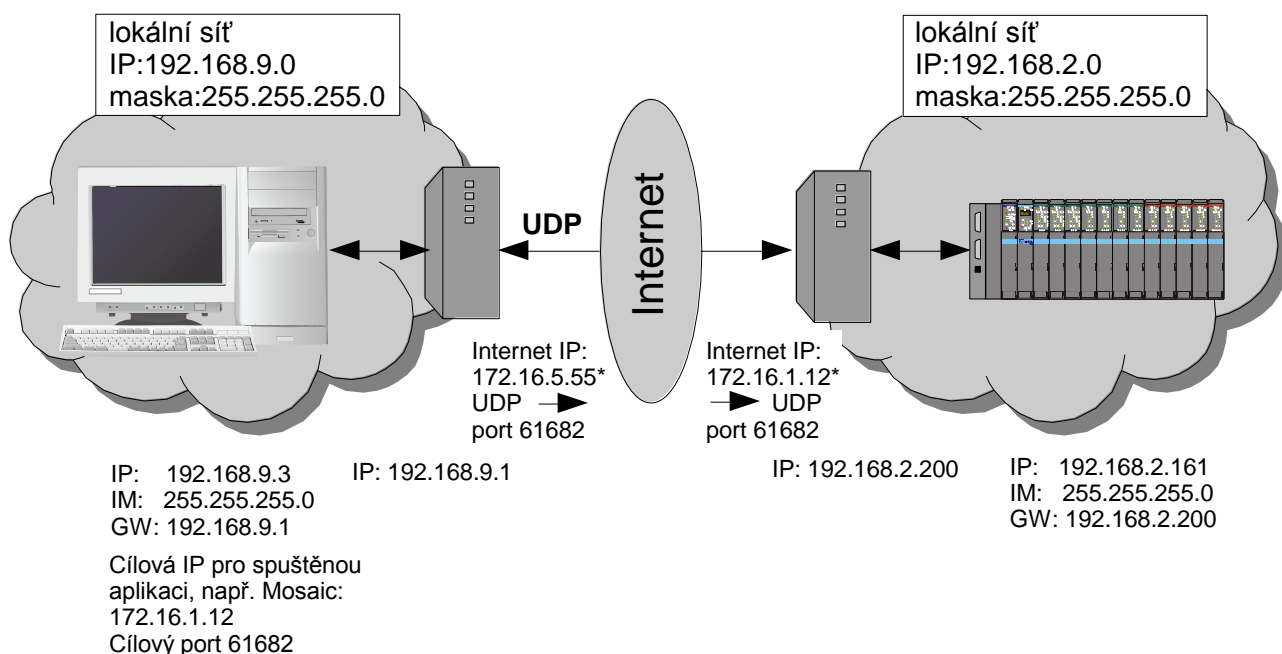 lokální síť
IP:192.168.9.0
maska:255.255.255.0
lokální síť
IP:192.168.2.0
maska:255.255.255.0
UDP
Internet
Internet IP:
172.16.5.55*
UDP
port 61682
Internet IP:
172.16.1.12*
UDP
port 61682
IP: 192.168.9.3
IM: 255.255.255.0
GW: 192.168.9.1
IP: 192.168.9.1
IP: 192.168.2.200
IP: 192.168.2.161
IM: 255.255.255.0
GW: 192.168.2.200
Cílová IP pro spuštěnou
aplikaci, např. Mosaic:
172.16.1.12
Cílový port 61682